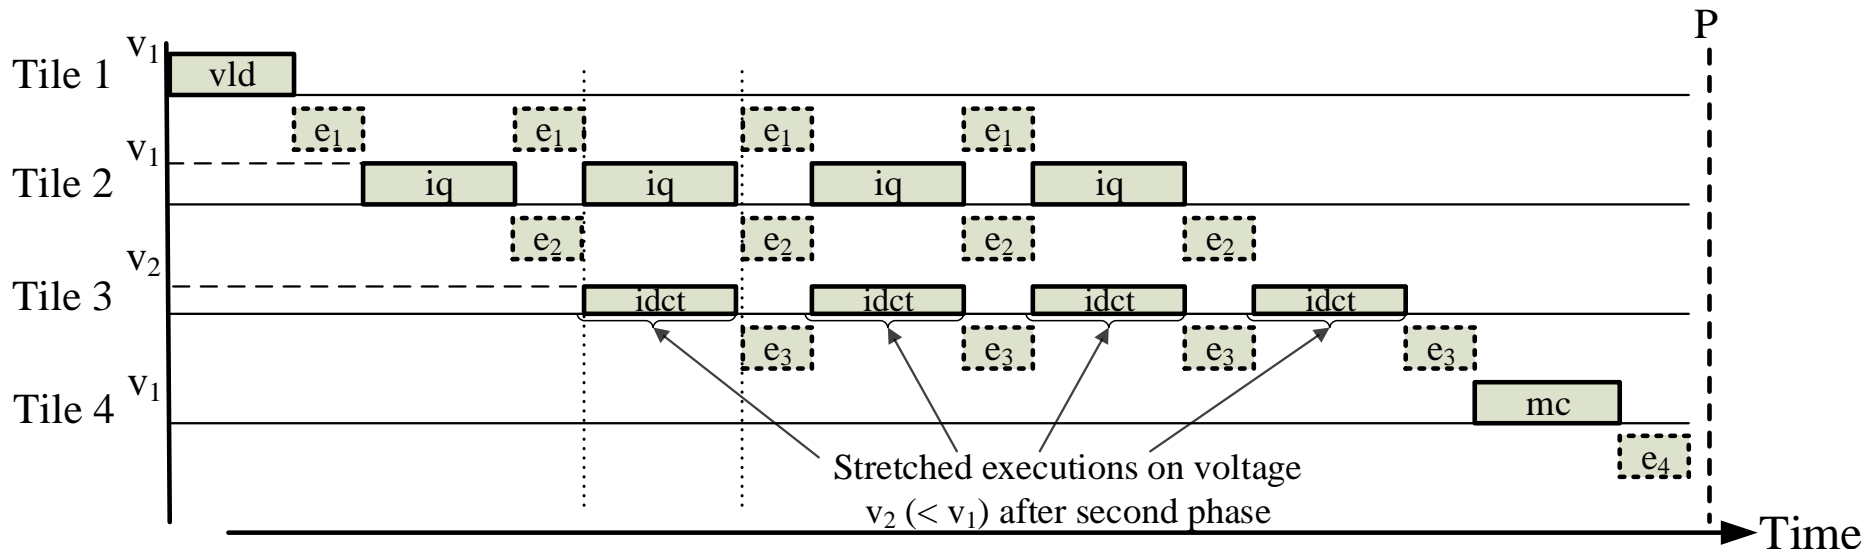 P
v₁
Tile 1 vld
e₁ e₁ e₁ e₁
v₁
Tile 2 iq iq iq iq
e₂ e₂ e₂ e₂
v₂
Tile 3 idct idct idct idct
e₃ e₃ e₃ e₃
v₁
Tile 4 mc
e₄
Stretched executions on voltage
v₂ (< v₁) after second phase
Time